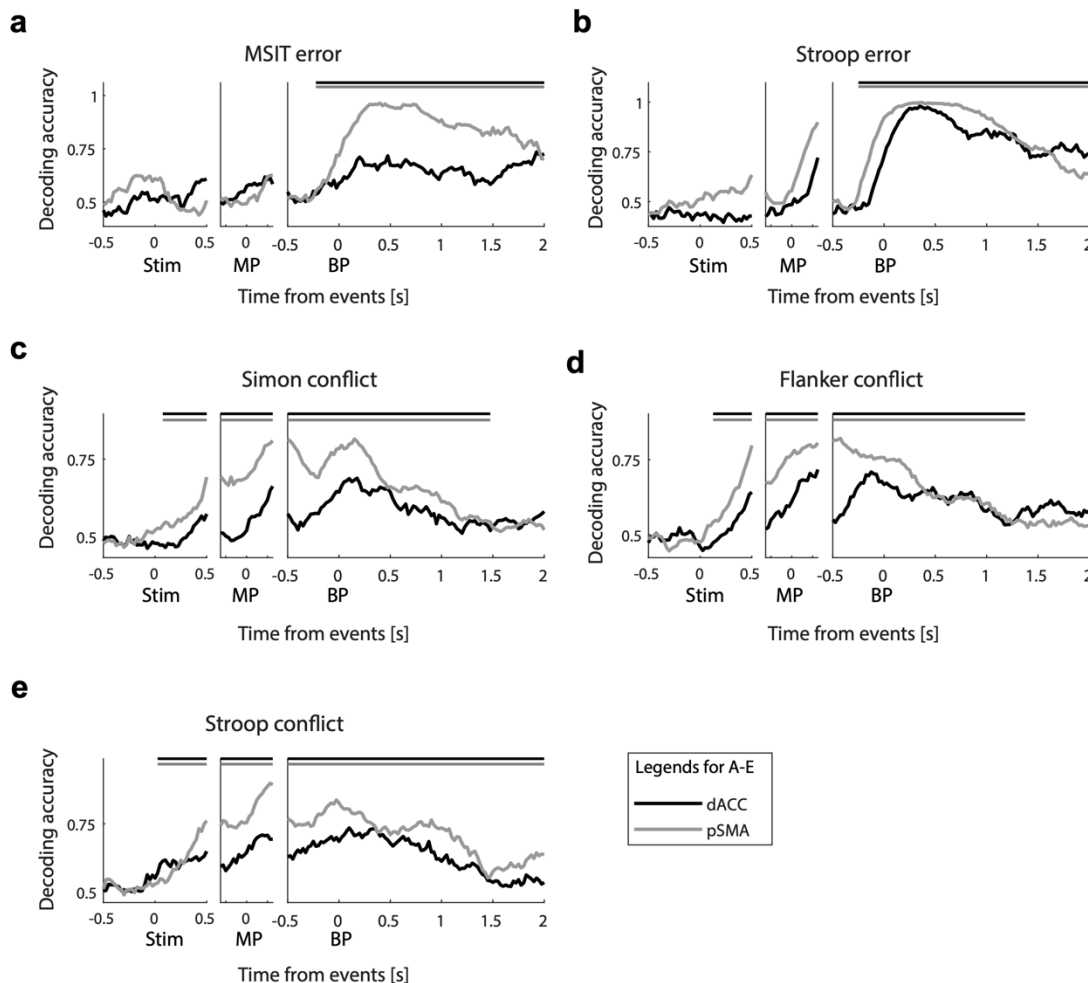 a
MSIT error
Decoding accuracy
1
0.75
0.5
-0.5 0 0.5 0 -0.5 0 0.5 1 1.5 2
Stim MP BP
Time from events [s]
b
Stroop error
Decoding accuracy
1
0.75
0.5
-0.5 0 0.5 0 -0.5 0 0.5 1 1.5 2
Stim MP BP
Time from events [s]
c
Simon conflict
Decoding accuracy
0.75
0.5
-0.5 0 0.5 0 -0.5 0 0.5 1 1.5 2
Stim MP BP
Time from events [s]
d
Flanker conflict
Decoding accuracy
0.75
0.5
-0.5 0 0.5 0 -0.5 0 0.5 1 1.5 2
Stim MP BP
Time from events [s]
e
Stroop conflict
Decoding accuracy
0.75
0.5
-0.5 0 0.5 0 -0.5 0 0.5 1 1.5 2
Stim MP BP
Time from events [s]
Legends for A-E
dACC
pSMA